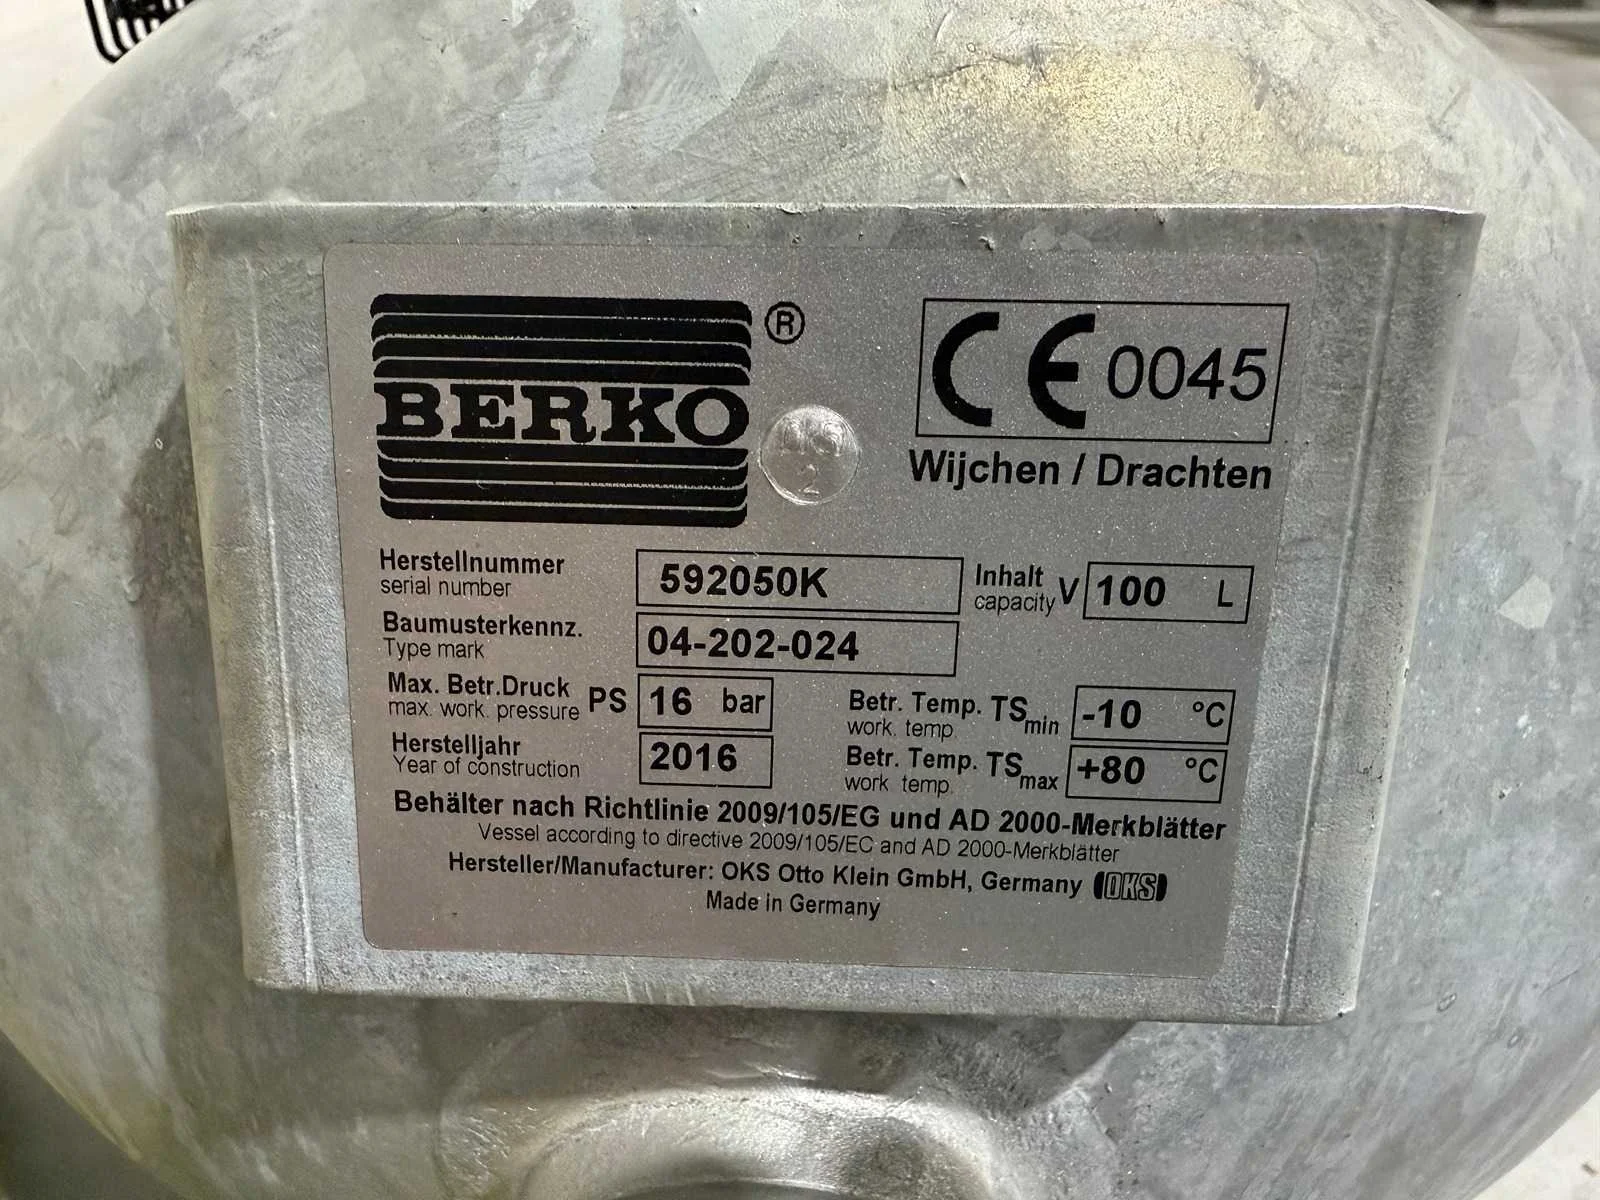 BERKO ®
CE 0045
Wijchen / Drachten
2
Herstellnummer
serial number
592050K
Inhalt
capacity
V 100 L
Baumusterkennz.
Type mark
04-202-024
Max. Betr.Druck
max. work. pressure
PS 16 bar
Betr. Temp. TSmin -10 °C
work. temp.
Herstelljahr
Year of construction
2016
Betr. Temp. TSmax +80 °C
work temp.
Behälter nach Richtlinie 2009/105/EG und AD 2000-Merkblätter
Vessel according to directive 2009/105/EC and AD 2000-Merkblätter
Hersteller/Manufacturer: OKS Otto Klein GmbH, Germany OKS
Made in Germany